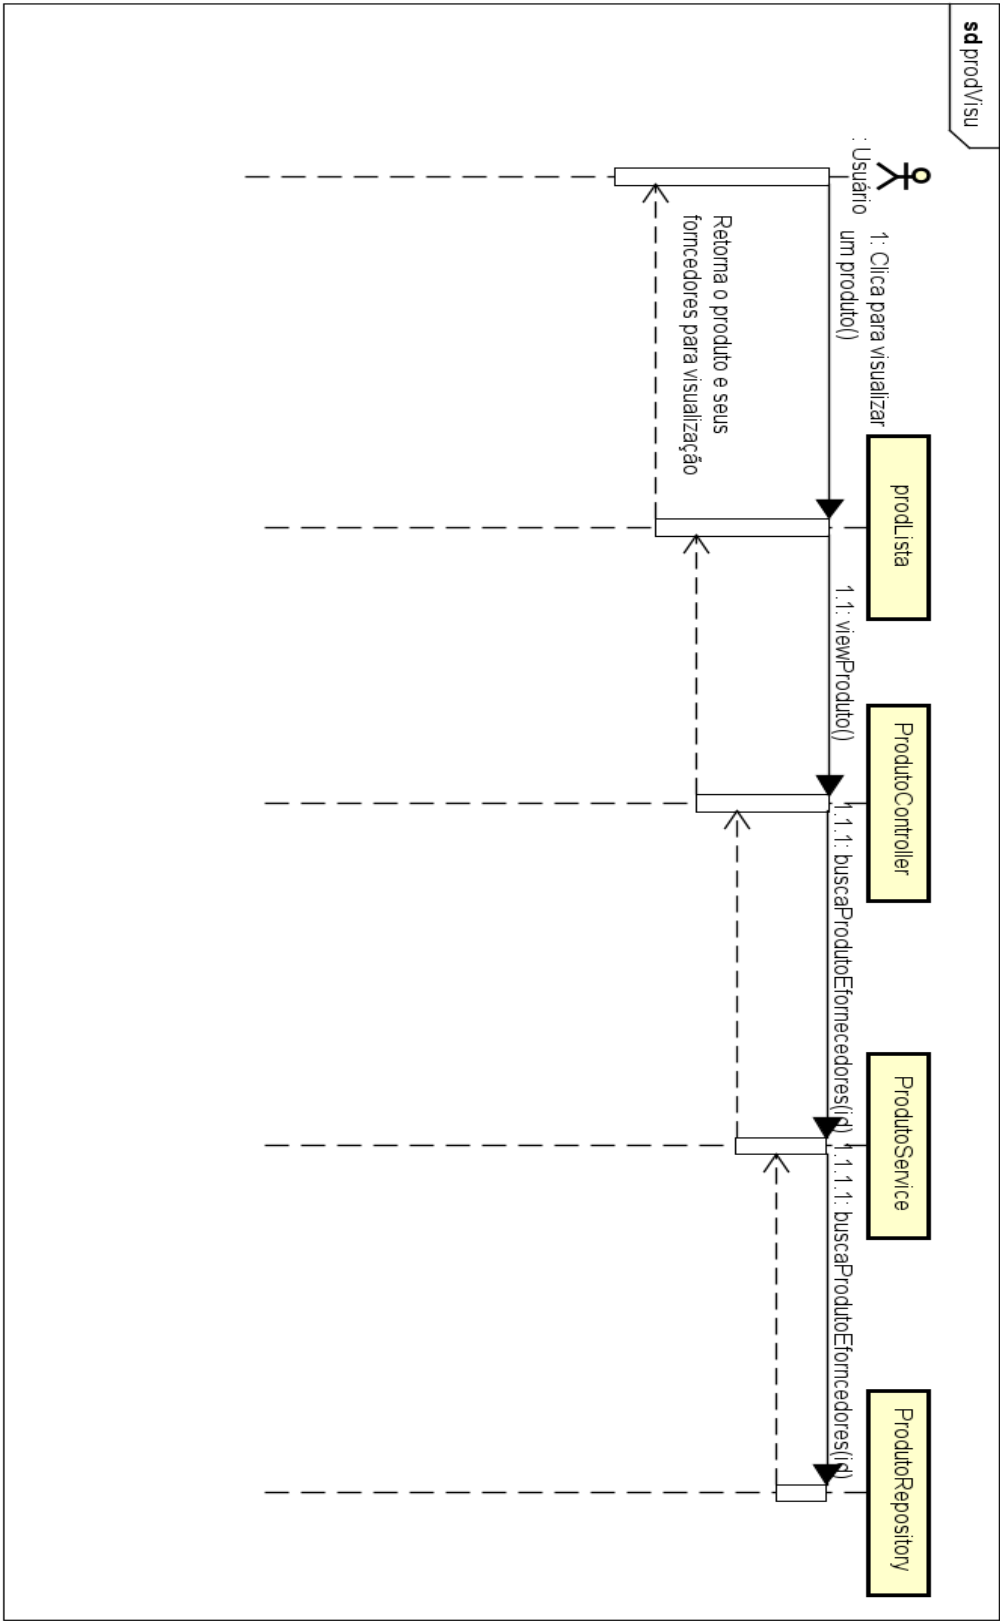 sd prodVisu
: Usuário
prodLista
ProdutoController
ProdutoService
ProdutoRepository
1: Clica para visualizar
um produto()
1.1: viewProduto()
1.1.1: buscaProdutoEfornecedores(id)
1.1.1.1: buscaProdutoEforncedores(id)
Retorna o produto e seus
forncedores para visualização